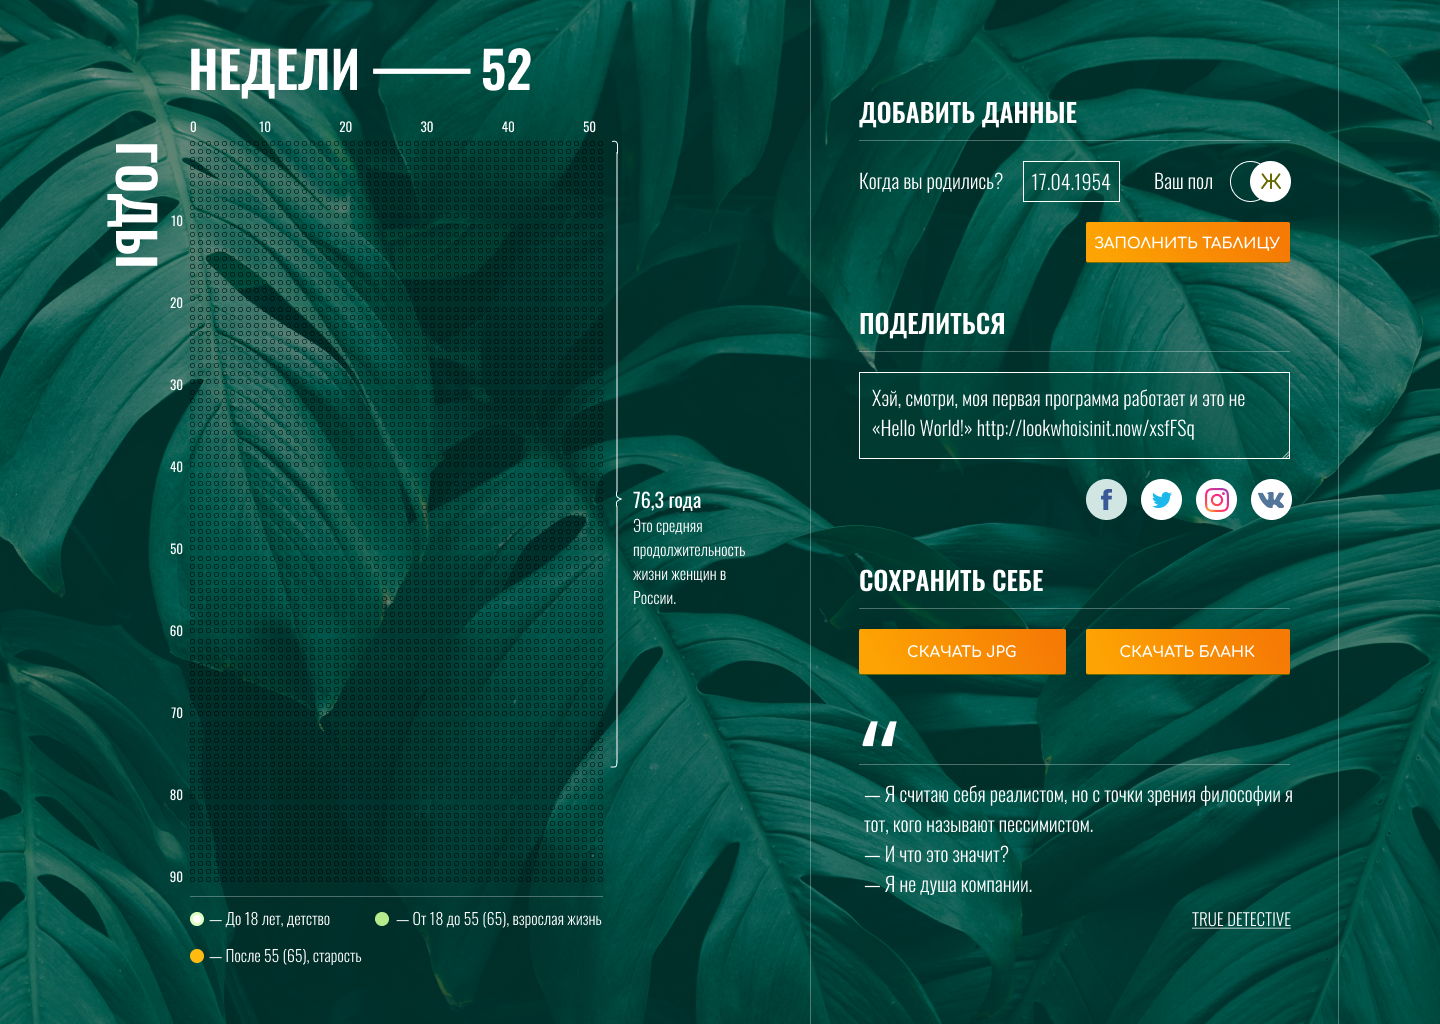 НЕДЕЛИ — 52
0 10 20 30 40 50
ГОДЫ
10
20
30
40
50
60
70
80
90
76,3 года
Это средняя
продолжительность
жизни женщин в
России.
— До 18 лет, детство
— От 18 до 55 (65), взрослая жизнь
— После 55 (65), старость
ДОБАВИТЬ ДАННЫЕ
Когда вы родились? 17.04.1954 Ваш пол Ж
ЗАПОЛНИТЬ ТАБЛИЦУ
ПОДЕЛИТЬСЯ
Хэй, смотри, моя первая программа работает и это не
«Hello World!» http://lookwhoisinit.now/xsfFSq
СОХРАНИТЬ СЕБЕ
СКАЧАТЬ JPG СКАЧАТЬ БЛАНК
“
— Я считаю себя реалистом, но с точки зрения философии я
тот, кого называют пессимистом.
— И что это значит?
— Я не душа компании.
TRUE DETECTIVE